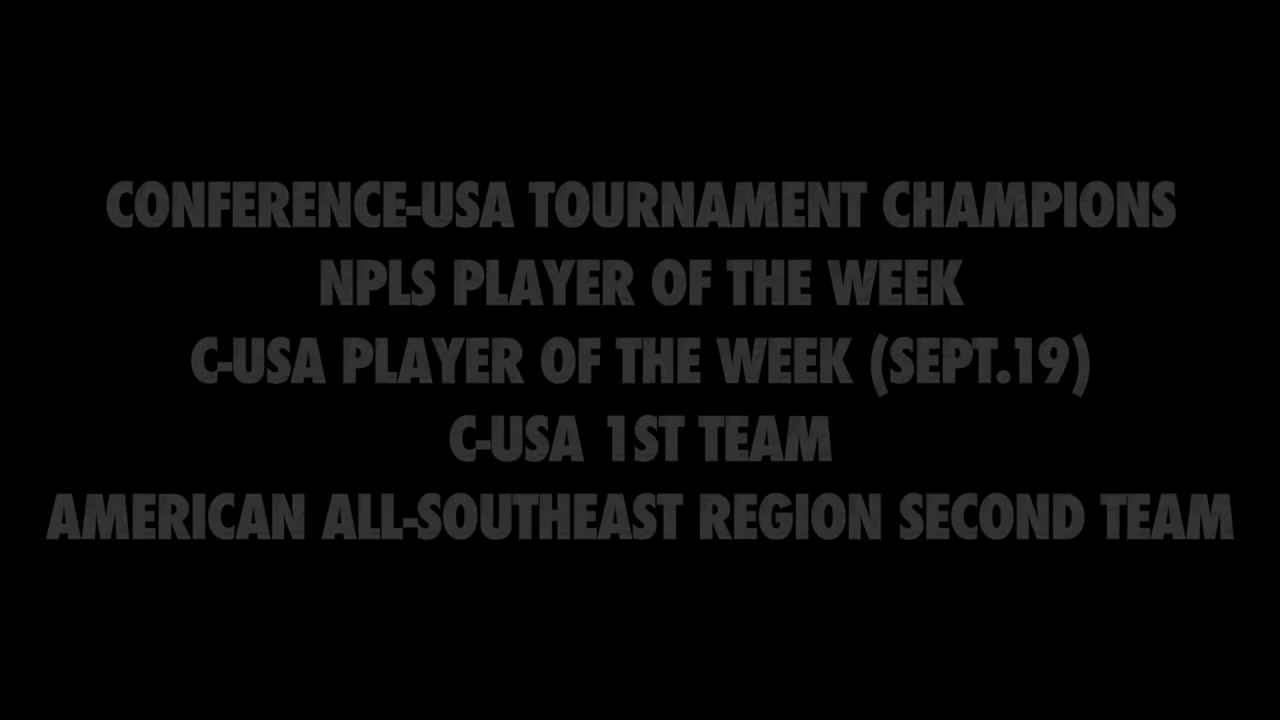 CONFERENCE-USA TOURNAMENT CHAMPIONS
NPLS PLAYER OF THE WEEK
C-USA PLAYER OF THE WEEK (SEPT.19)
C-USA 1ST TEAM
AMERICAN ALL-SOUTHEAST REGION SECOND TEAM